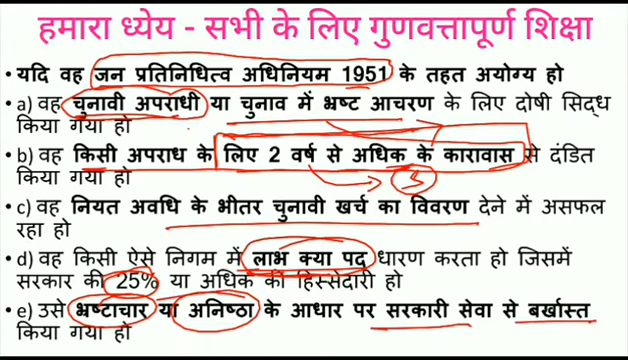 हमारा ध्येय - सभी के लिए गुणवत्तापूर्ण शिक्षा
• यदि वह जन प्रतिनिधित्व अधिनियम 1951 के तहत अयोग्य हो
• a) वह चुनावी अपराधी या चुनाव में भ्रष्ट आचरण के लिए दोषी सिद्ध
किया गया हो
• b) वह किसी अपराध के लिए 2 वर्ष से अधिक के कारावास से दंडित
किया गया हो
3
• c) वह नियत अवधि के भीतर चुनावी खर्च का विवरण देने में असफल
रहा हो
• d) वह किसी ऐसे निगम में लाभ क्या पद धारण करता हो जिसमें
सरकार की 25% या अधिक की हिस्सेदारी हो
• e) उसे भ्रष्टाचार या अनिष्ठा के आधार पर सरकारी सेवा से बर्खास्त
किया गया हो